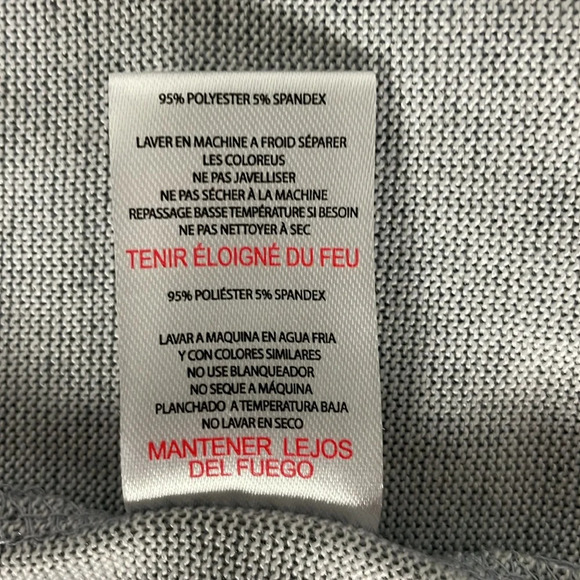 95% POLYESTER 5% SPANDEX
LAVER EN MACHINE A FROID SÉPARER
LES COLOREUS
NE PAS JAVELLISER
NE PAS SÉCHER À LA MACHINE
REPASSAGE BASSE TEMPÉRATURE SI BESOIN
NE PAS NETTOYER À SEC
TENIR ÉLOIGNÉ DU FEU
95% POLIÉSTER 5% SPANDEX
LAVAR A MAQUINA EN AGUA FRIA
Y CON COLORES SIMILARES
NO USE BLANQUEADOR
NO SEQUE A MÁQUINA
PLANCHADO A TEMPERATURA BAJA
NO LAVAR EN SECO
MANTENER LEJOS
DEL FUEGO